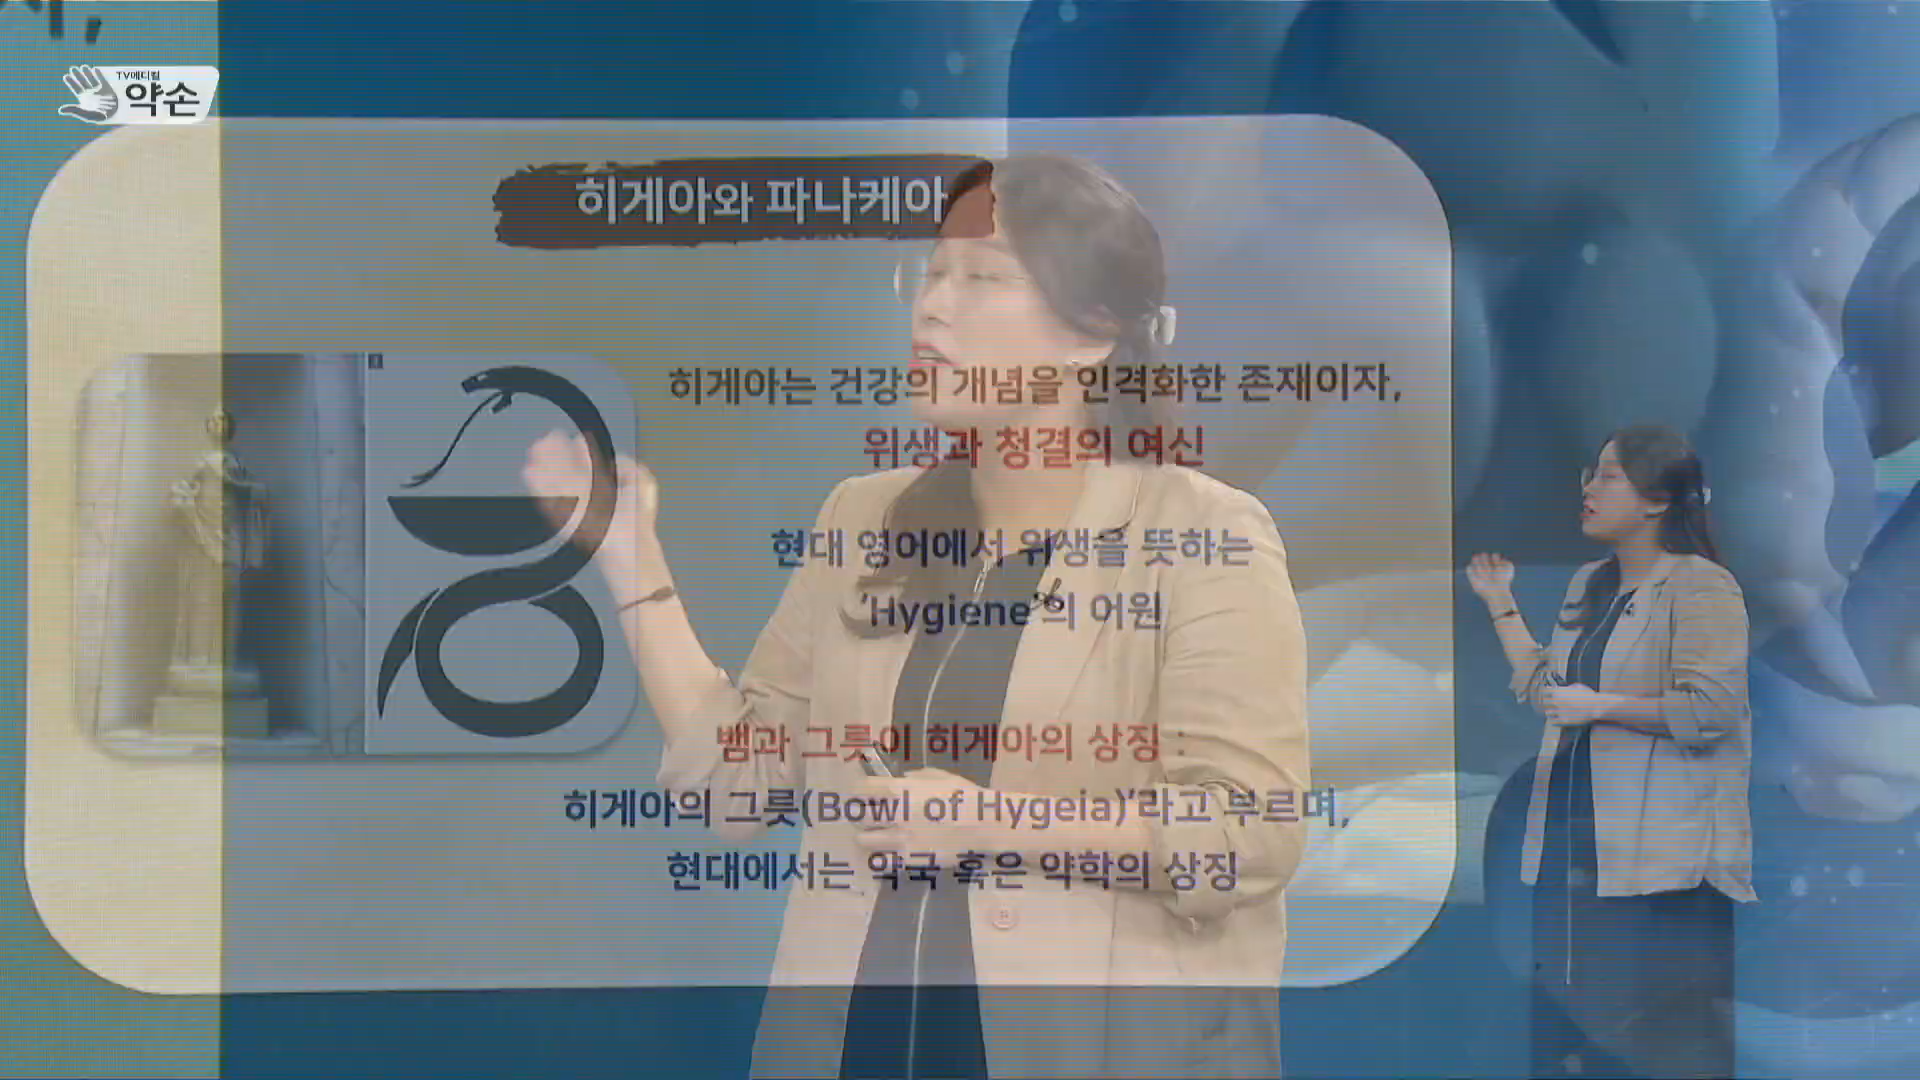 TV메디컬
약손
히게아와 파나케아
히게아는 건강의 개념을 인격화한 존재이자,
위생과 청결의 여신
현대 영어에서 위생을 뜻하는
'Hygiene'의 어원
뱀과 그릇이 히게아의 상징 :
히게아의 그릇(Bowl of Hygeia)'라고 부르며,
현대에서는 약국 혹은 약학의 상징